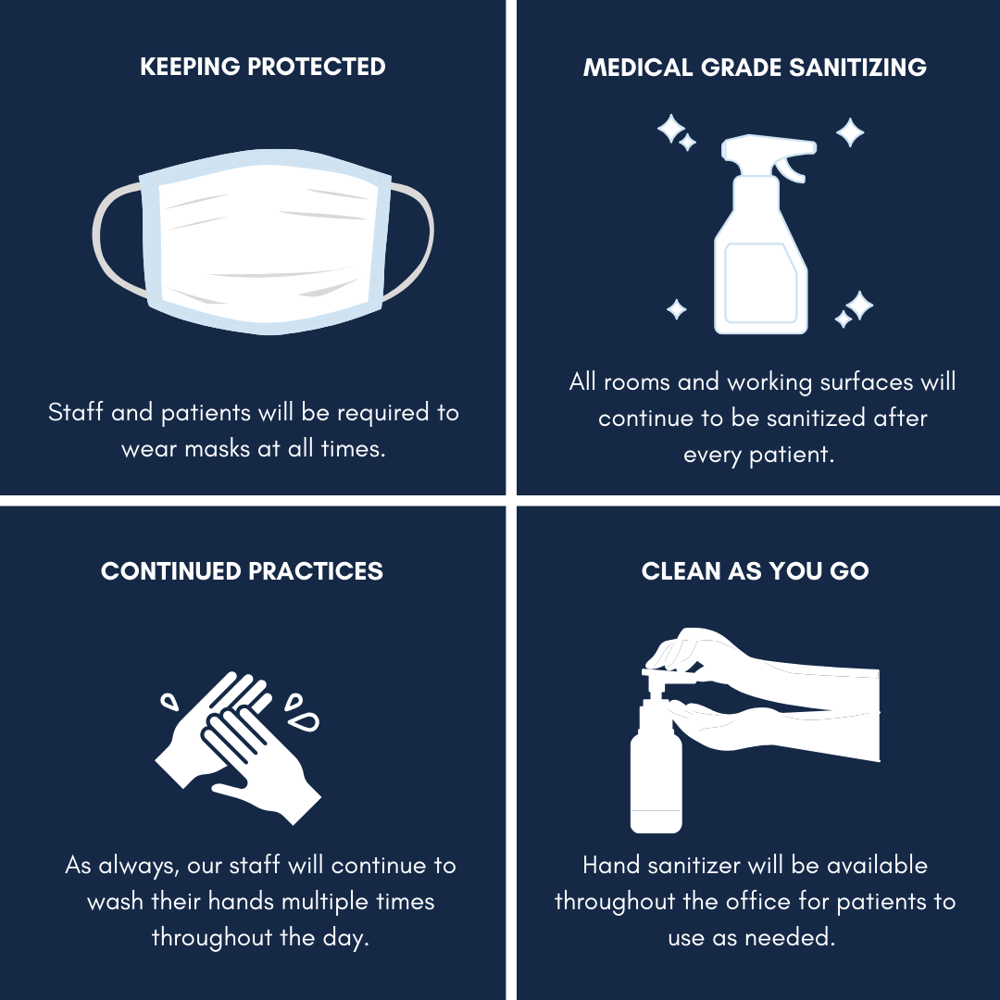 KEEPING PROTECTED
Staff and patients will be required to
wear masks at all times.
MEDICAL GRADE SANITIZING
All rooms and working surfaces will
continue to be sanitized after
every patient.
CONTINUED PRACTICES
As always, our staff will continue to
wash their hands multiple times
throughout the day.
CLEAN AS YOU GO
Hand sanitizer will be available
throughout the office for patients to
use as needed.